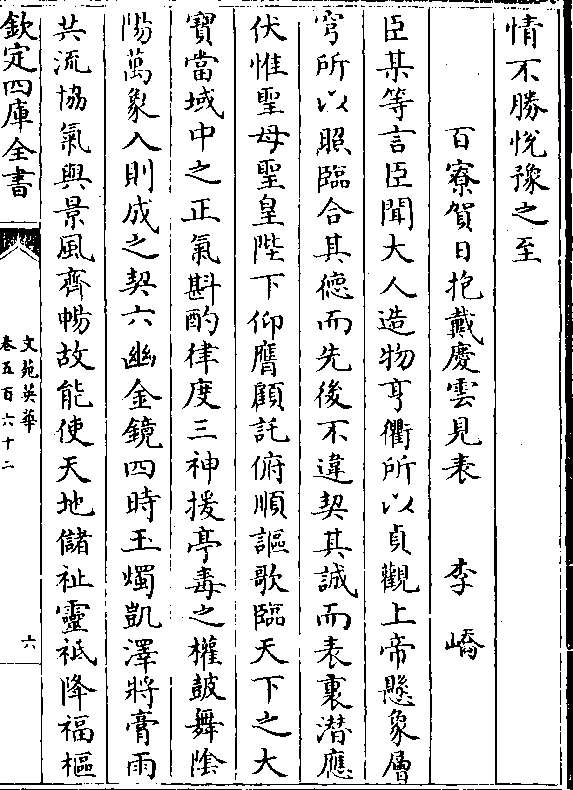 情不勝悅豫之至
百寮賀日抱戴慶雲見表 李嶠
臣某等言臣聞大人造物亨衢所以貞觀上帝懸象層
穹所以照臨合其德而先後不違契其誠而表裏潛應
伏惟聖母聖皇陛下仰膺顧託俯順謳歌臨天下之大
寶當域中之正氣斟酌律度三神援亭毒之權鼓舞陰
陽萬象入則成之契六幽金鏡四時玉燭凱澤將膏雨
共流協氣與景風齊暢故能使天地儲祉靈祗降福樞
欽定四庫全書
文苑英華
卷五百六十二
六